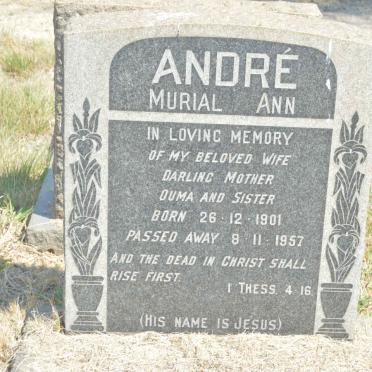 ANDRÉ
MURIAL ANN
IN LOVING MEMORY
OF MY BELOVED WIFE
DARLING MOTHER
OUMA AND SISTER
BORN 26-12-1901
PASSED AWAY 8-11-1957
AND THE DEAD IN CHRIST SHALL
RISE FIRST.
1 THESS. 4-16
(HIS NAME IS JESUS)